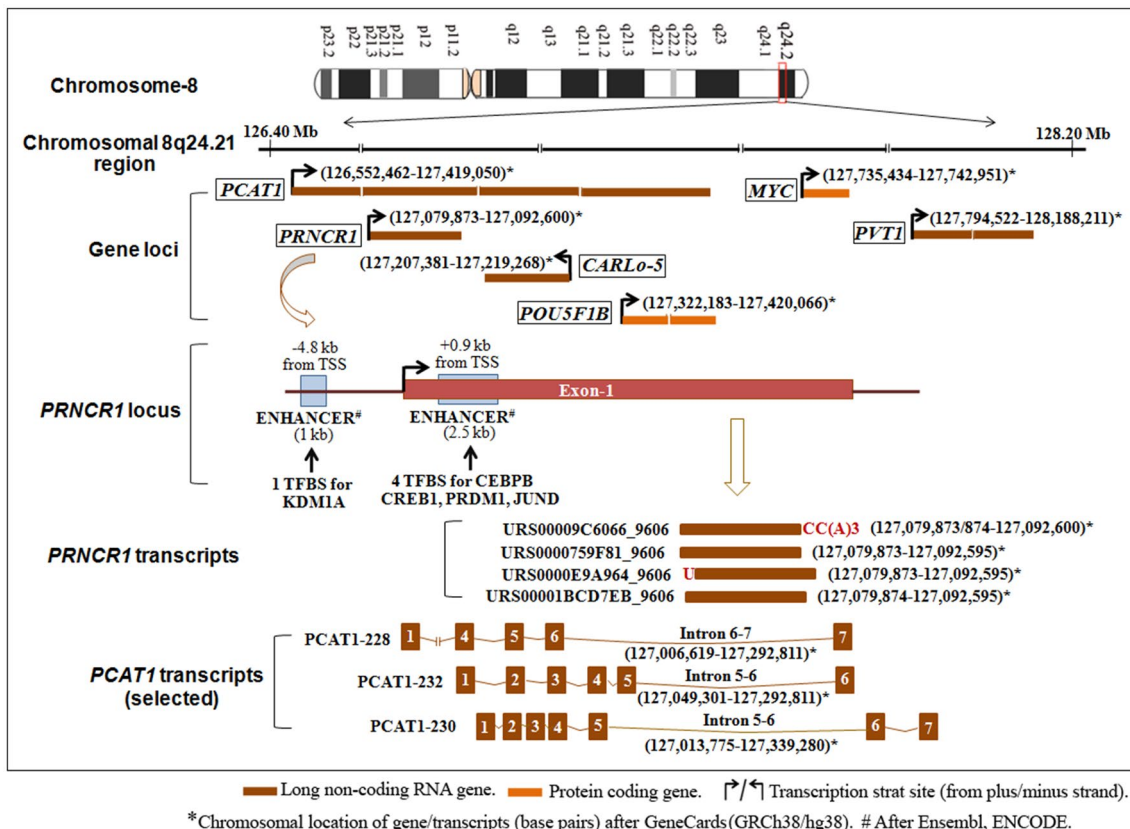 p23.2 p22 p21.3 p21.2 p21.1 p12 p11.2 q12 q13 q21.1 q21.2 q21.3 q22.1 q22.2 q22.3 q23 q24.1 q24.2
Chromosome-8
126.40 Mb 128.20 Mb
Chromosomal 8q24.21
region
PCAT1 (126,552,462-127,419,050)*
MYC (127,735,434-127,742,951)*
PRNCR1 (127,079,873-127,092,600)*
PVT1 (127,794,522-128,188,211)*
Gene loci
(127,207,381-127,219,268)* CARLo-5
POU5F1B (127,322,183-127,420,066)*
-4.8 kb
from TSS
+0.9 kb
from TSS
PRNCR1 locus
Exon-1
ENHANCER#
(1 kb)
ENHANCER#
(2.5 kb)
1 TFBS for
KDM1A
4 TFBS for CEBPB
CREB1, PRDM1, JUND
PRNCR1 transcripts
URS00009C6066_9606 CC(A)3 (127,079,873/874-127,092,600)*
URS0000759F81_9606 (127,079,873-127,092,595)*
URS0000E9A964_9606 U (127,079,873-127,092,595)*
URS00001BCD7EB_9606 (127,079,874-127,092,595)*
PCAT1 transcripts
(selected)
PCAT1-228 1 4 5 6 Intron 6-7 7
(127,006,619-127,292,811)*
PCAT1-232 1 2 3 4 5 Intron 5-6 6
(127,049,301-127,292,811)*
PCAT1-230 1 2 3 4 5 Intron 5-6 6 7
(127,013,775-127,339,280)*
Long non-coding RNA gene. Protein coding gene. / Transcription strat site (from plus/minus strand).
*Chromosomal location of gene/transcripts (base pairs) after GeneCards(GRCh38/hg38). # After Ensembl, ENCODE.